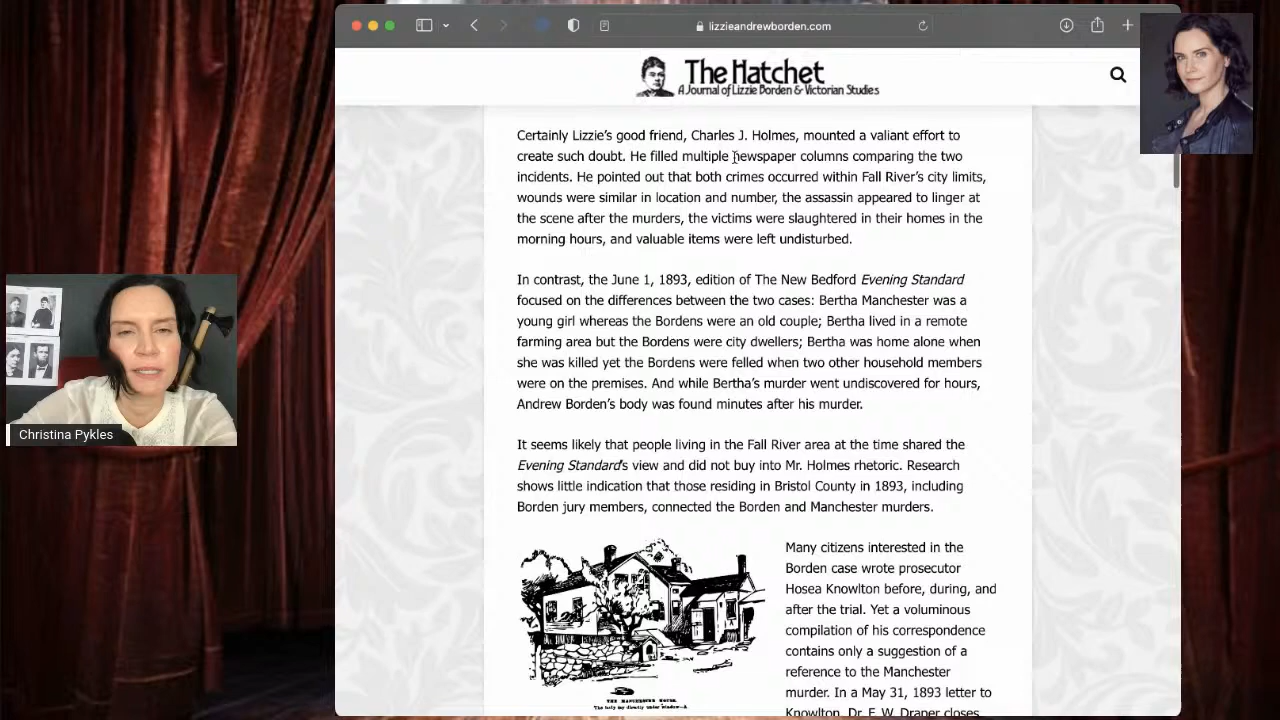 lizzieandrewborden.com
The Hatchet
A Journal of Lizzie Borden & Victorian Studies
Certainly Lizzie's good friend, Charles J. Holmes, mounted a valiant effort to
create such doubt. He filled multiple newspaper columns comparing the two
incidents. He pointed out that both crimes occurred within Fall River's city limits,
wounds were similar in location and number, the assassin appeared to linger at
the scene after the murders, the victims were slaughtered in their homes in the
morning hours, and valuable items were left undisturbed.
In contrast, the June 1, 1893, edition of The New Bedford Evening Standard
focused on the differences between the two cases: Bertha Manchester was a
young girl whereas the Bordens were an old couple; Bertha lived in a remote
farming area but the Bordens were city dwellers; Bertha was home alone when
she was killed yet the Bordens were felled when two other household members
were on the premises. And while Bertha's murder went undiscovered for hours,
Andrew Borden's body was found minutes after his murder.
It seems likely that people living in the Fall River area at the time shared the
Evening Standard's view and did not buy into Mr. Holmes rhetoric. Research
shows little indication that those residing in Bristol County in 1893, including
Borden jury members, connected the Borden and Manchester murders.
Many citizens interested in the
Borden case wrote prosecutor
Hosea Knowlton before, during, and
after the trial. Yet a voluminous
compilation of his correspondence
contains only a suggestion of a
reference to the Manchester
murder. In a May 31, 1893 letter to
Knowlton, Dr. F. W. Draper closes
THE MANCHESTER HOUSE.
The body lay directly under window—A
Christina Pykles